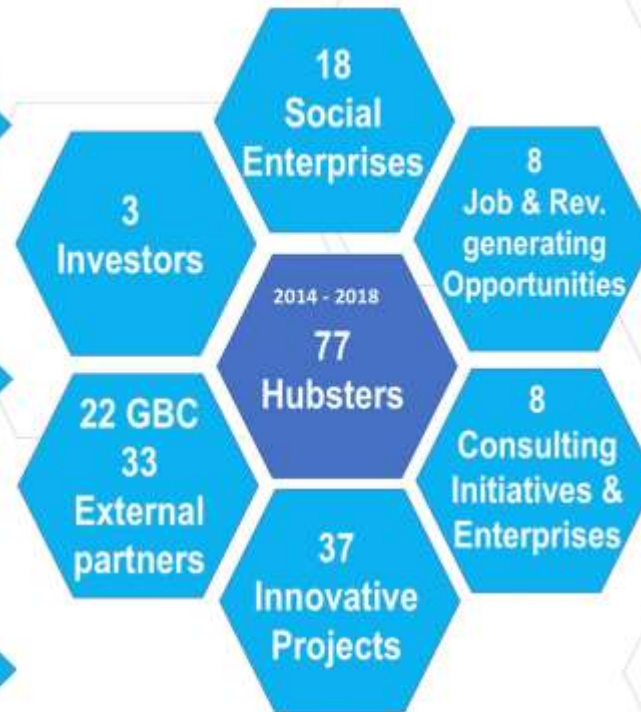 18
Social
Enterprises
3
Investors
8
Job & Rev.
generating
Opportunities
2014 - 2018
77
Hubsters
22 GBC
33
External
partners
8
Consulting
Initiatives &
Enterprises
37
Innovative
Projects